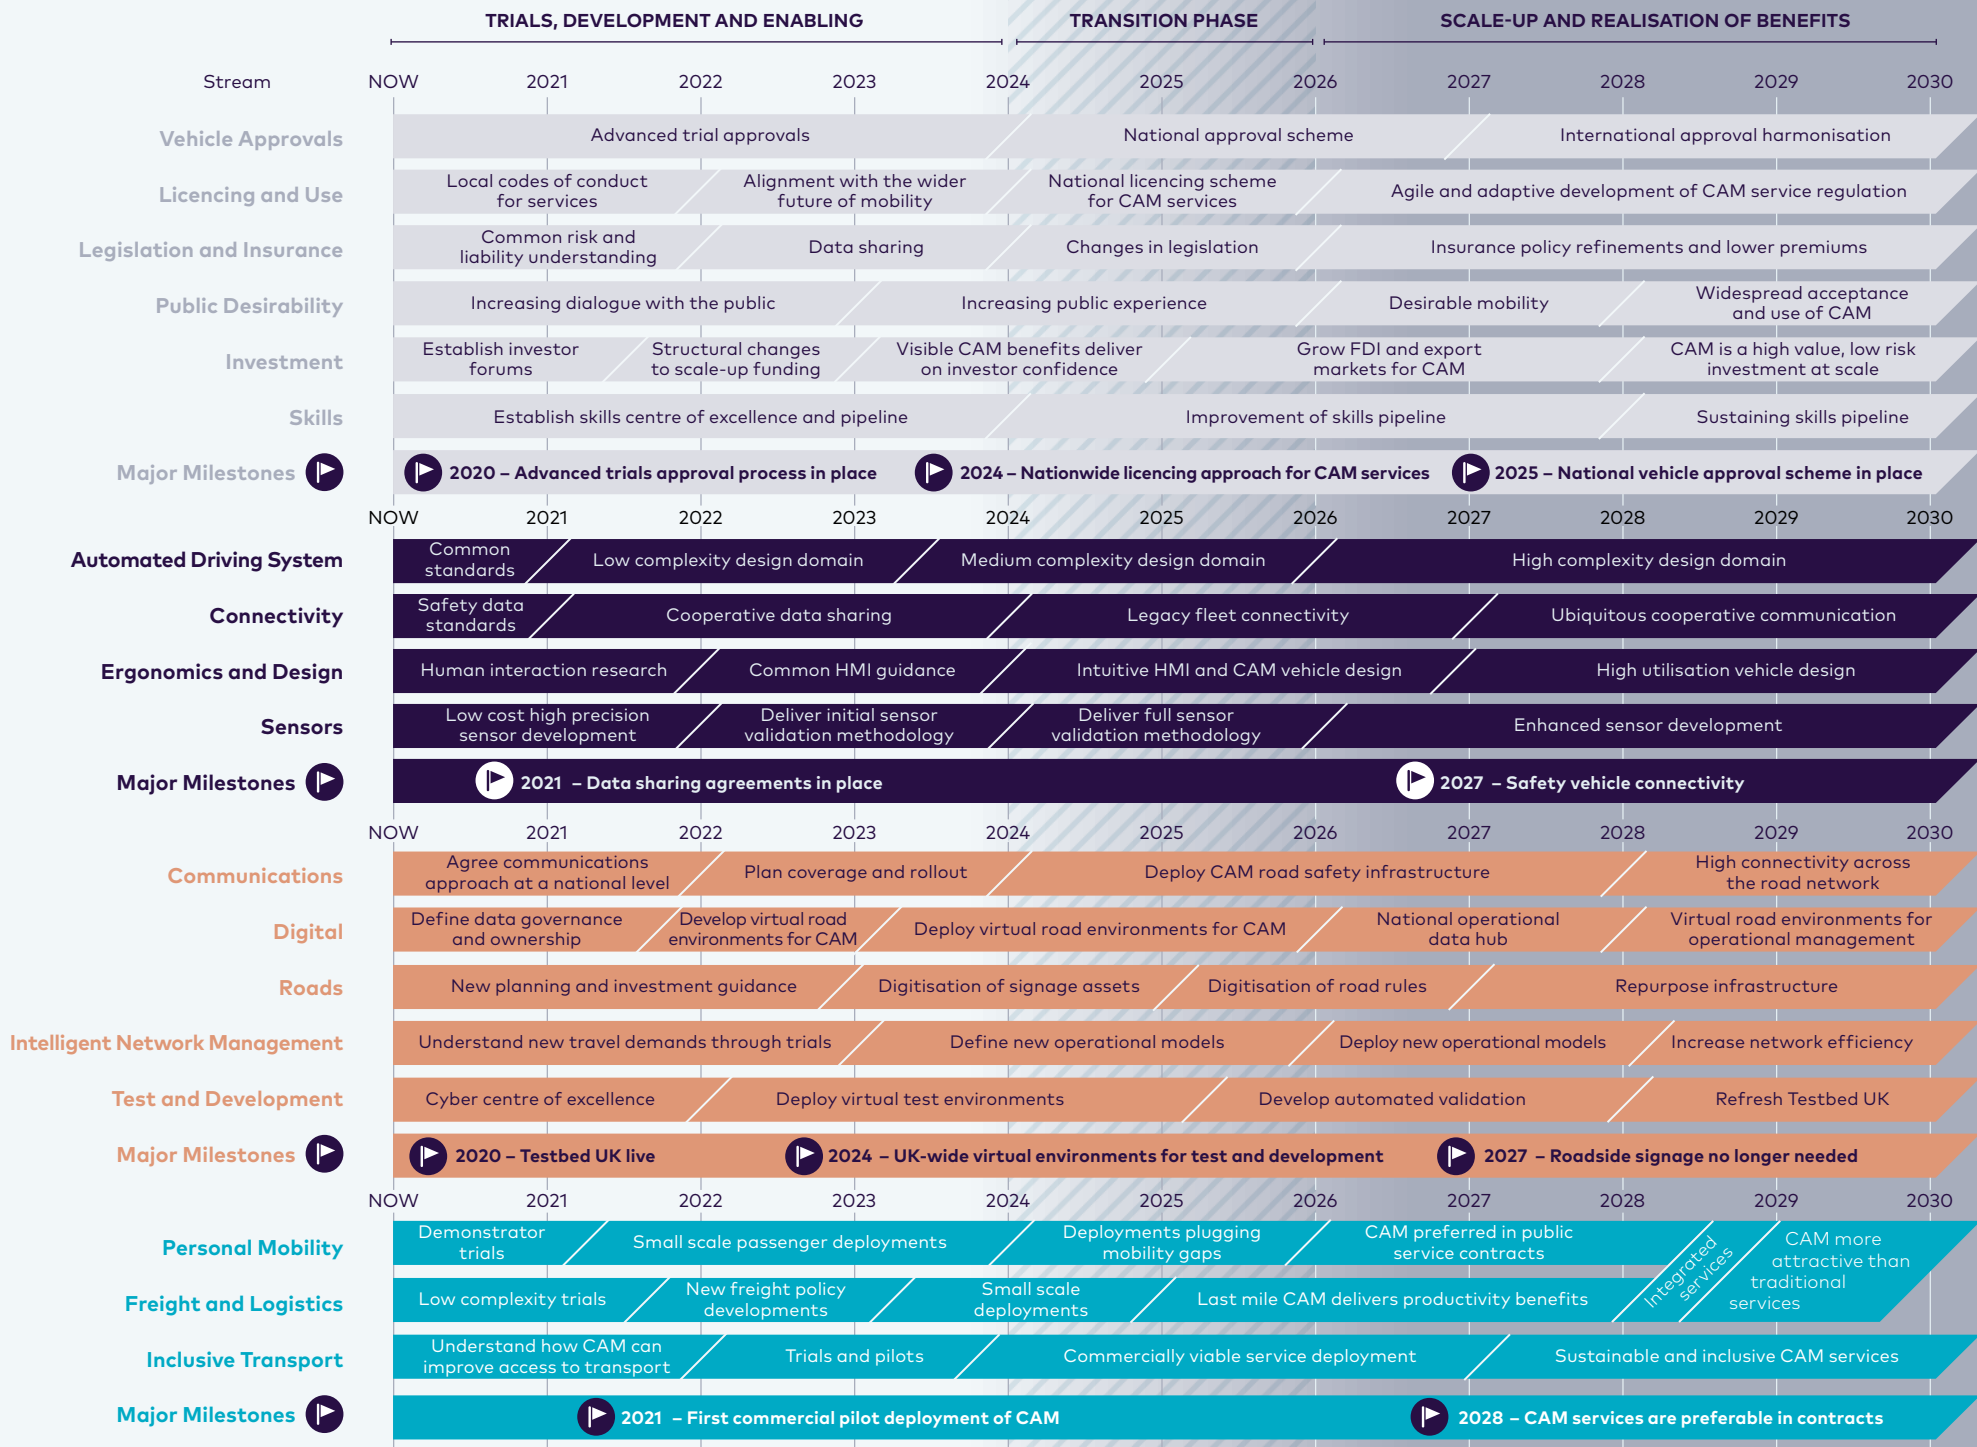 TRIALS, DEVELOPMENT AND ENABLING
TRANSITION PHASE
SCALE-UP AND REALISATION OF BENEFITS
Stream
NOW 2021 2022 2023 2024 2025 2026 2027 2028 2029 2030
Vehicle Approvals
Advanced trial approvals
National approval scheme
International approval harmonisation
Licencing and Use
Local codes of conduct
for services
Alignment with the wider
future of mobility
National licencing scheme
for CAM services
Agile and adaptive development of CAM service regulation
Legislation and Insurance
Common risk and
liability understanding
Data sharing
Changes in legislation
Insurance policy refinements and lower premiums
Public Desirability
Increasing dialogue with the public
Increasing public experience
Desirable mobility
Widespread acceptance
and use of CAM
Investment
Establish investor
forums
Structural changes
to scale-up funding
Visible CAM benefits deliver
on investor confidence
Grow FDI and export
markets for CAM
CAM is a high value, low risk
investment at scale
Skills
Establish skills centre of excellence and pipeline
Improvement of skills pipeline
Sustaining skills pipeline
Major Milestones
2020 – Advanced trials approval process in place
2024 – Nationwide licencing approach for CAM services
2025 – National vehicle approval scheme in place
NOW 2021 2022 2023 2024 2025 2026 2027 2028 2029 2030
Automated Driving System
Common
standards
Low complexity design domain
Medium complexity design domain
High complexity design domain
Connectivity
Safety data
standards
Cooperative data sharing
Legacy fleet connectivity
Ubiquitous cooperative communication
Ergonomics and Design
Human interaction research
Common HMI guidance
Intuitive HMI and CAM vehicle design
High utilisation vehicle design
Sensors
Low cost high precision
sensor development
Deliver initial sensor
validation methodology
Deliver full sensor
validation methodology
Enhanced sensor development
Major Milestones
2021 – Data sharing agreements in place
2027 – Safety vehicle connectivity
NOW 2021 2022 2023 2024 2025 2026 2027 2028 2029 2030
Communications
Agree communications
approach at a national level
Plan coverage and rollout
Deploy CAM road safety infrastructure
High connectivity across
the road network
Digital
Define data governance
and ownership
Develop virtual road
environments for CAM
Deploy virtual road environments for CAM
National operational
data hub
Virtual road environments for
operational management
Roads
New planning and investment guidance
Digitisation of signage assets
Digitisation of road rules
Repurpose infrastructure
Intelligent Network Management
Understand new travel demands through trials
Define new operational models
Deploy new operational models
Increase network efficiency
Test and Development
Cyber centre of excellence
Deploy virtual test environments
Develop automated validation
Refresh Testbed UK
Major Milestones
2020 – Testbed UK live
2024 – UK-wide virtual environments for test and development
2027 – Roadside signage no longer needed
NOW 2021 2022 2023 2024 2025 2026 2027 2028 2029 2030
Personal Mobility
Demonstrator
trials
Small scale passenger deployments
Deployments plugging
mobility gaps
CAM preferred in public
service contracts
Integrated
services
CAM more
attractive than
traditional
services
Freight and Logistics
Low complexity trials
New freight policy
developments
Small scale
deployments
Last mile CAM delivers productivity benefits
Inclusive Transport
Understand how CAM can
improve access to transport
Trials and pilots
Commercially viable service deployment
Sustainable and inclusive CAM services
Major Milestones
2021 – First commercial pilot deployment of CAM
2028 – CAM services are preferable in contracts